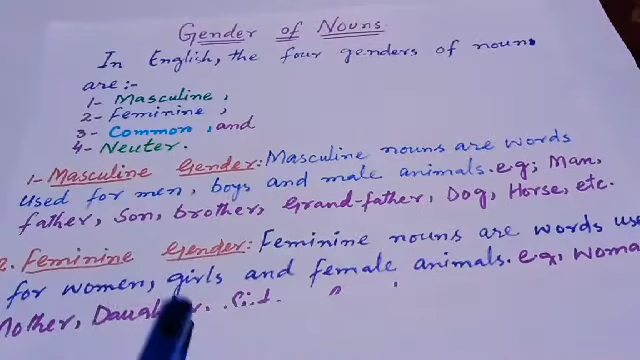 Gender of Nouns.
In English, the four genders of nouns
are:-
1- Masculine,
2- Feminine,
3- Common, and
4- Neuter.
1- Masculine Gender: Masculine nouns are words
used for men, boys and male animals. e.g; Man,
father, Son, brother, Grand-father, Dog, Horse, etc.
2. Feminine Gender: Feminine nouns are words use
for women, girls and female animals. e.g, Woma
Mother,